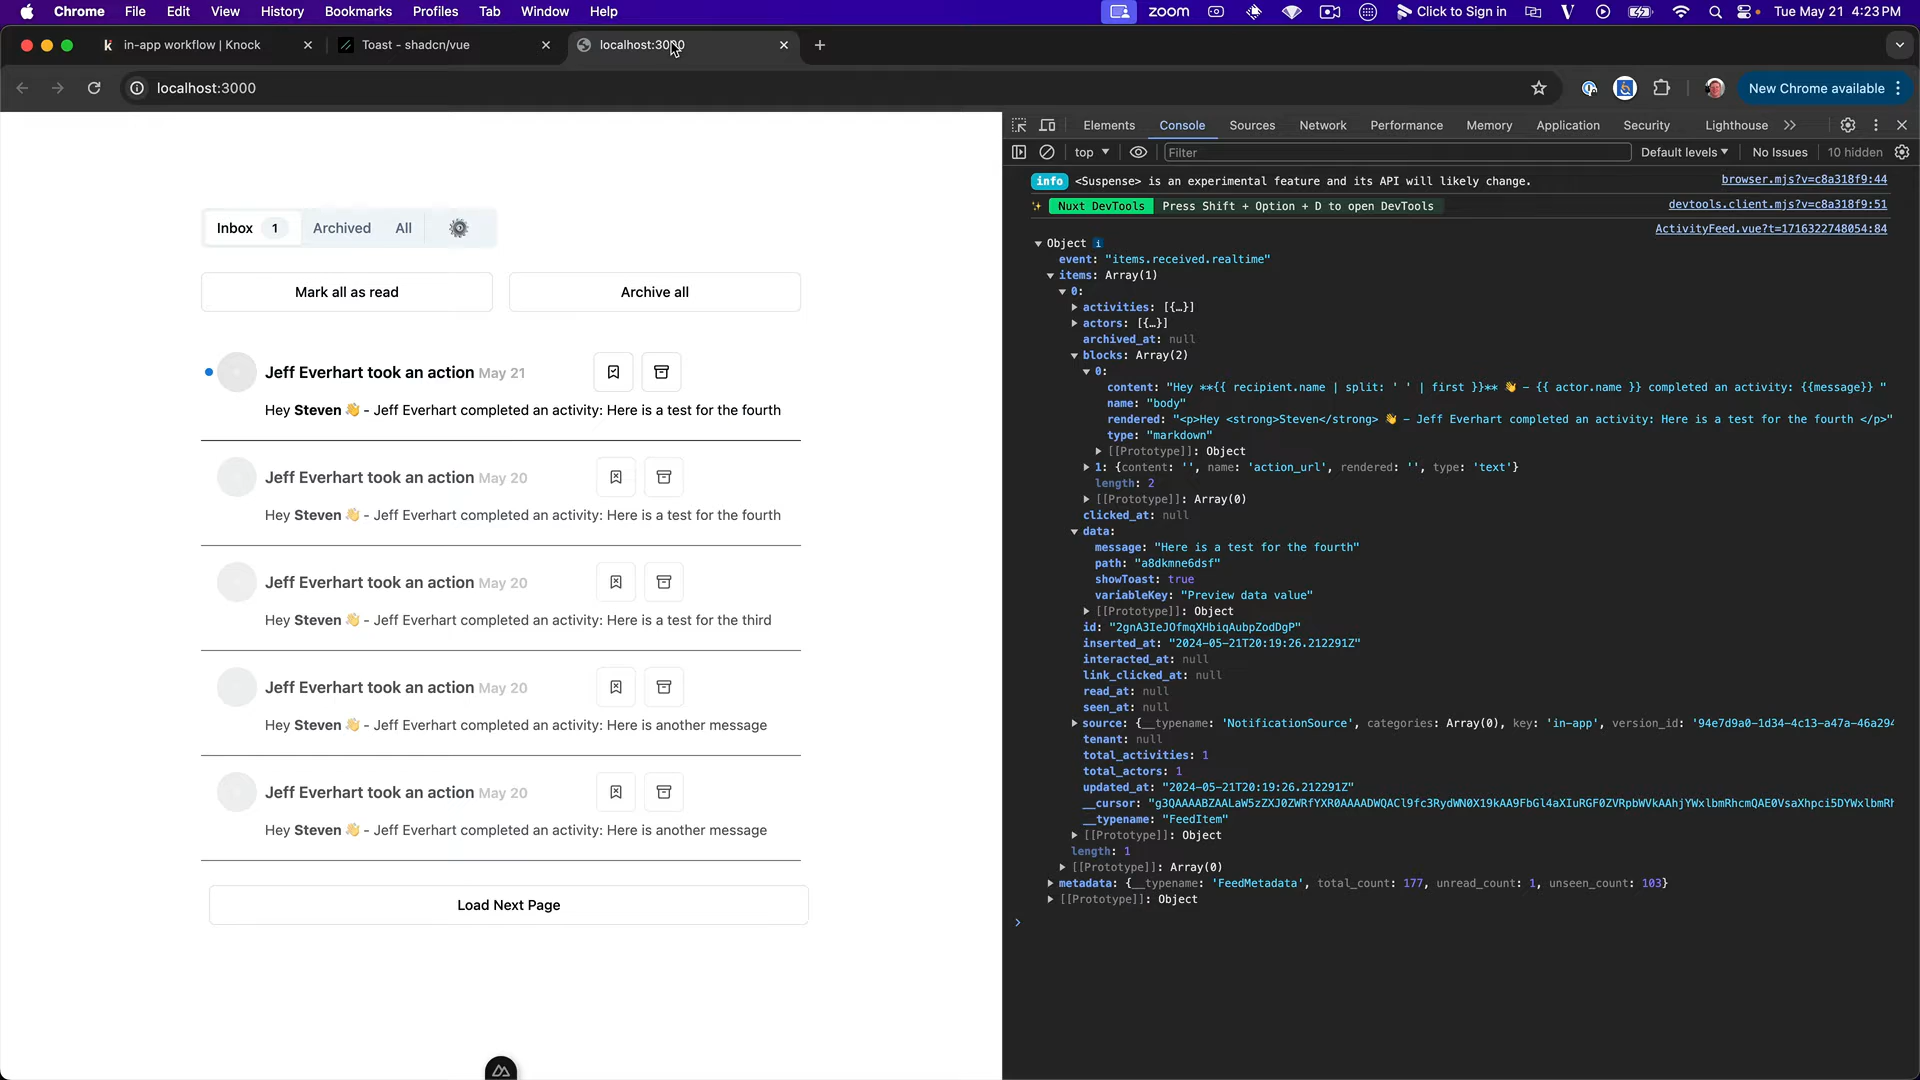 Chrome File Edit View History Bookmarks Profiles Tab Window Help zoom Click to Sign in Tue May 21 4:23 PM
in-app workflow | Knock Toast - shadcn/vue localhost:3000
localhost:3000 New Chrome available
Elements Console Sources Network Performance Memory Application Security Lighthouse
top Filter Default levels No Issues 10 hidden
Inbox 1 Archived All
Mark all as read Archive all
Jeff Everhart took an action May 21
Hey Steven 👋 - Jeff Everhart completed an activity: Here is a test for the fourth
Jeff Everhart took an action May 20
Hey Steven 👋 - Jeff Everhart completed an activity: Here is a test for the fourth
Jeff Everhart took an action May 20
Hey Steven 👋 - Jeff Everhart completed an activity: Here is a test for the third
Jeff Everhart took an action May 20
Hey Steven 👋 - Jeff Everhart completed an activity: Here is another message
Jeff Everhart took an action May 20
Hey Steven 👋 - Jeff Everhart completed an activity: Here is another message
Load Next Page
info <Suspense> is an experimental feature and its API will likely change. browser.mjs?v=c8a318f9:44
✨ Nuxt DevTools Press Shift + Option + D to open DevTools devtools.client.mjs?v=c8a318f9:51
ActivityFeed.vue?t=1716322748054:84
Object i
event: "items.received.realtime"
items: Array(1)
0:
activities: [{…}]
actors: [{…}]
archived_at: null
blocks: Array(2)
0:
content: "Hey **{{ recipient.name | split: ' ' | first }}** 👋 – {{ actor.name }} completed an activity: {{message}} "
name: "body"
rendered: "<p>Hey <strong>Steven</strong> 👋 – Jeff Everhart completed an activity: Here is a test for the fourth </p>"
type: "markdown"
[[Prototype]]: Object
1: {content: '', name: 'action_url', rendered: '', type: 'text'}
length: 2
[[Prototype]]: Array(0)
clicked_at: null
data:
message: "Here is a test for the fourth"
path: "a8dkmne6dsf"
showToast: true
variableKey: "Preview data value"
[[Prototype]]: Object
id: "2gnA3IeJOfmqXHbiqAubpZodDgP"
inserted_at: "2024-05-21T20:19:26.212291Z"
interacted_at: null
link_clicked_at: null
read_at: null
seen_at: null
source: {__typename: 'NotificationSource', categories: Array(0), key: 'in-app', version_id: '94e7d9a0-1d34-4c13-a47a-46a294
tenant: null
total_activities: 1
total_actors: 1
updated_at: "2024-05-21T20:19:26.212291Z"
__cursor:
__typename: "FeedItem"
[[Prototype]]: Object
length: 1
[[Prototype]]: Array(0)
metadata: {__typename: 'FeedMetadata', total_count: 177, unread_count: 1, unseen_count: 103}
[[Prototype]]: Object